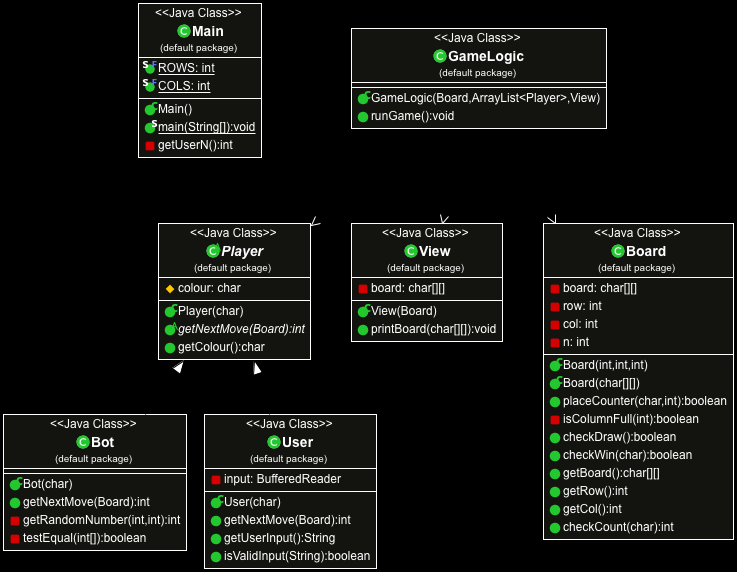 <<Java Class>>
Main
(default package)
ROWS: int
COLS: int
Main()
main(String[]):void
getUserN():int
<<Java Class>>
GameLogic
(default package)
GameLogic(Board,ArrayList<Player>,View)
runGame():void
<<Java Class>>
Player
(default package)
colour: char
Player(char)
getNextMove(Board):int
getColour():char
<<Java Class>>
View
(default package)
board: char[][]
View(Board)
printBoard(char[][]):void
<<Java Class>>
Board
(default package)
board: char[][]
row: int
col: int
n: int
Board(int,int,int)
Board(char[][])
placeCounter(char,int):boolean
isColumnFull(int):boolean
checkDraw():boolean
checkWin(char):boolean
getBoard():char[][]
getRow():int
getCol():int
checkCount(char):int
<<Java Class>>
Bot
(default package)
Bot(char)
getNextMove(Board):int
getRandomNumber(int,int):int
testEqual(int[]):boolean
<<Java Class>>
User
(default package)
input: BufferedReader
User(char)
getNextMove(Board):int
getUserInput():String
isValidInput(String):boolean